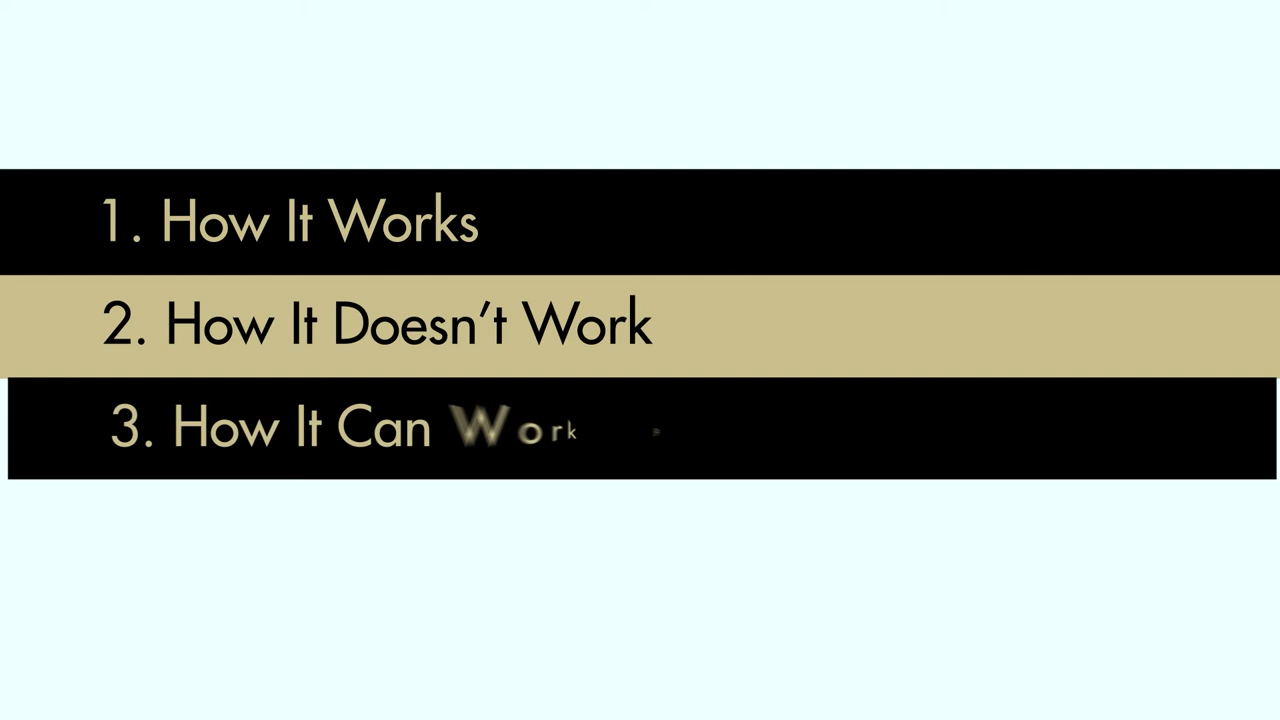 1. How It Works
2. How It Doesn’t Work
3. How It Can Work